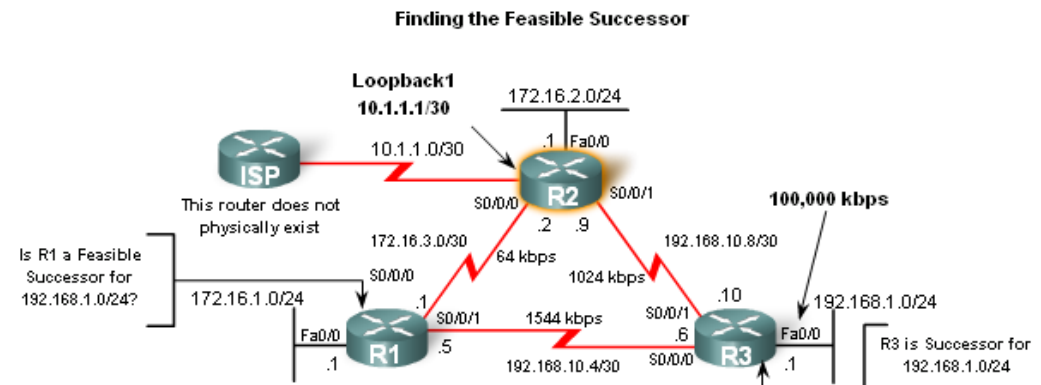 Finding the Feasible Successor
Loopback1
10.1.1.1/30
172.16.2.0/24
.1
Fa0/0
10.1.1.0/30
ISP
R2
S0/0/0
S0/0/1
100,000 kbps
This router does not
physically exist
.2
.9
172.16.3.0/30
192.168.10.8/30
Is R1 a Feasible
Successor for
192.168.1.0/24?
64 kbps
1024 kbps
S0/0/0
172.16.1.0/24
.1
.10
192.168.1.0/24
S0/0/1
1544 kbps
S0/0/1
.6
Fa0/0
R1
.5
Fa0/0
R3
.1
.1
192.168.10.4/30
S0/0/0
R3 is Successor for
192.168.1.0/24